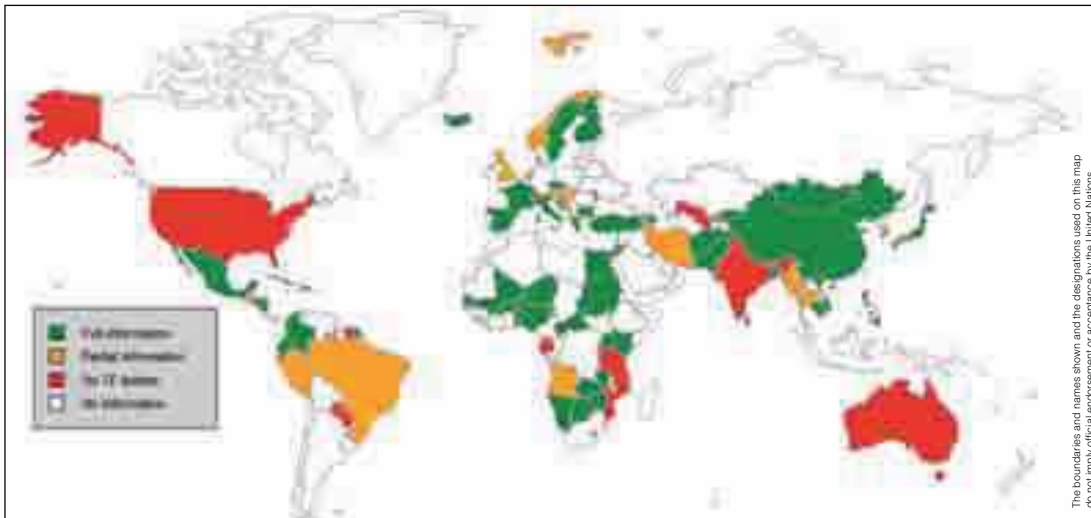 Full information
Partial information
No information
The boundaries and names shown and the designations used on this map
do not imply official endorsement or acceptance by the United Nations.